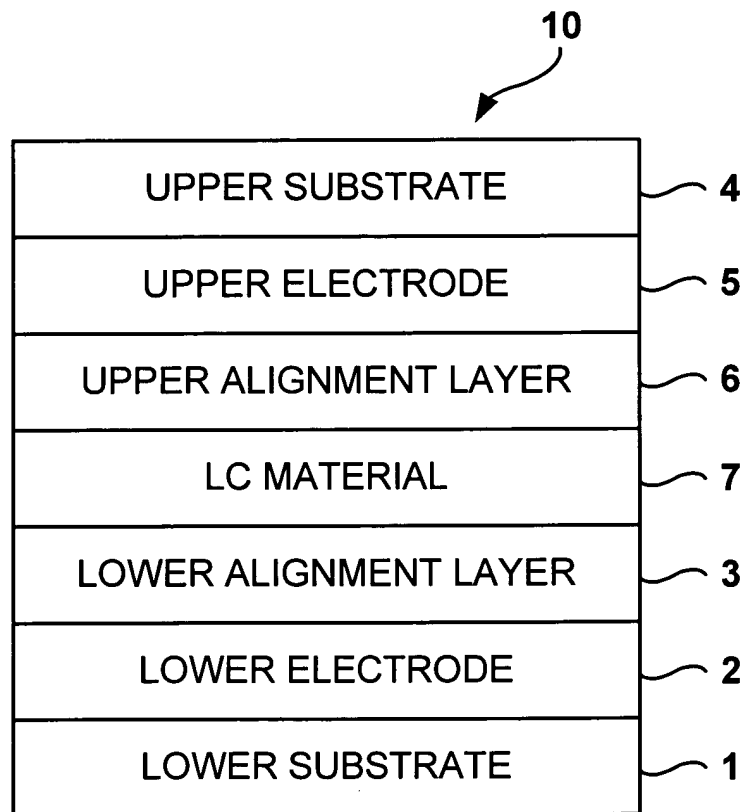 10
UPPER SUBSTRATE 4
UPPER ELECTRODE 5
UPPER ALIGNMENT LAYER 6
LC MATERIAL 7
LOWER ALIGNMENT LAYER 3
LOWER ELECTRODE 2
LOWER SUBSTRATE 1